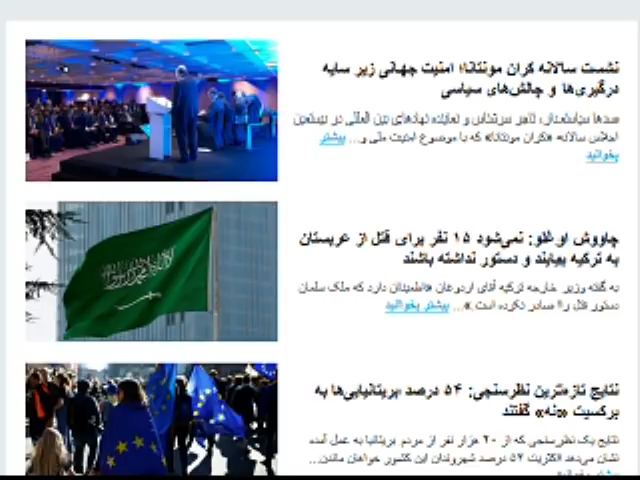 نشست سالانه کران مونتانا؛ امنیت جهانی زیر سایه
درگیری‌ها و چالش‌های سیاسی
صدها سیاستمدار، تاجر سرشناس و نماینده نهادهای بین المللی در بیستمین
اجلاس سالانه «کران مونتانا» که با موضوع امنیت ملی و... بیشتر
بخوانید
چاووش اوغلو: نمی‌شود ۱۵ نفر برای قتل از عربستان
به ترکیه بیایند و دستور نداشته باشند
به گفته وزیر خارجه ترکیه آقای اردوغان «اطمینان دارد که ملک سلمان
دستور قتل را صادر نکرده است.»... بیشتر بخوانید
نتایج تازه‌ترین نظرسنجی: ۵۴ درصد بریتانیایی‌ها به
برکسیت «نه» گفتند
نتایج یک نظرسنجی که از ۲۰ هزار نفر از مردم بریتانیا به عمل آمده
نشان می‌دهد اکثریت ۵۴ درصد شهروندان این کشور خواهان ماندن...